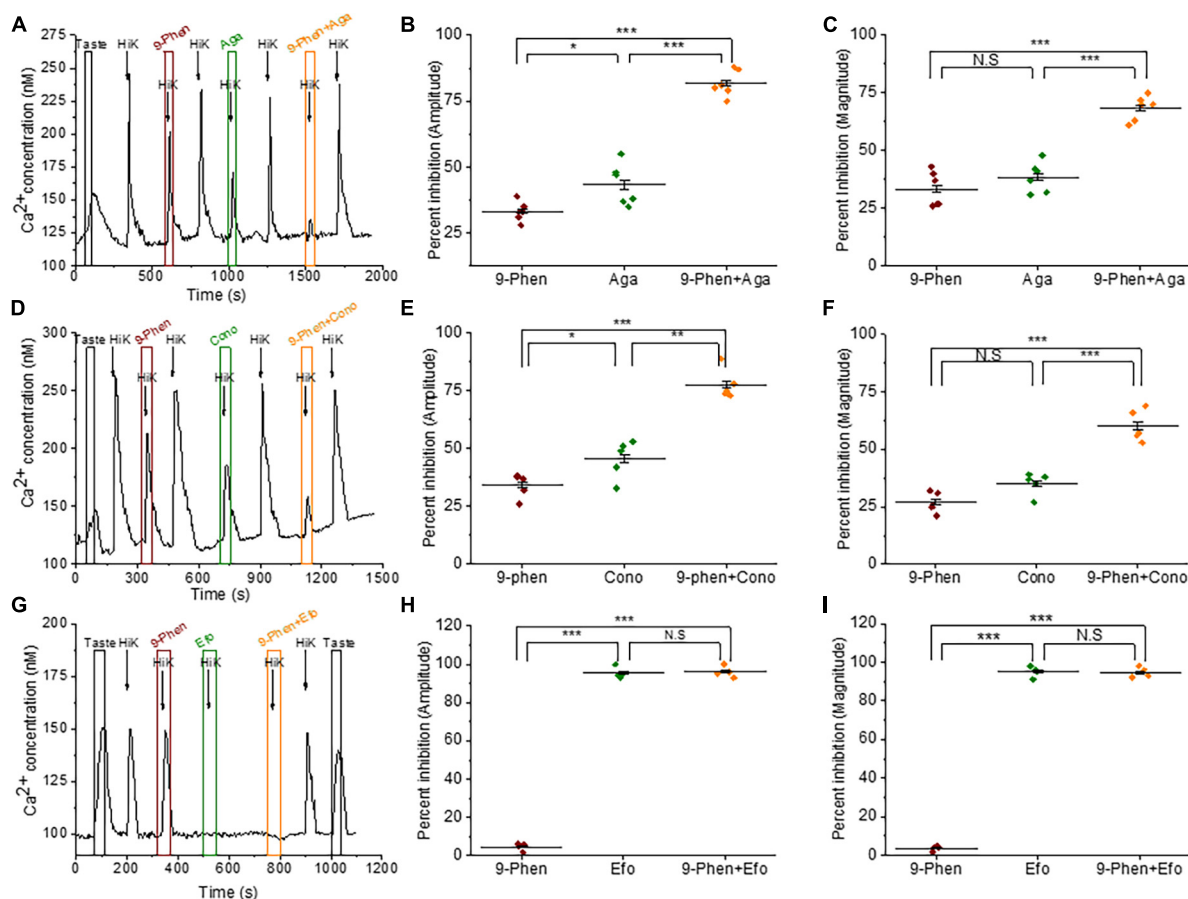 A
Ca2+ concentration (nM)
275
250
225
200
175
150
125
100
Taste
HiK
9-Phen
HiK
HiK
Aga
HiK
HiK
9-Phen+Aga
HiK
HiK
0 500 1000 1500 2000
Time (s)
B
Percent inhibition (Amplitude)
100
75
50
25
***
* ***
9-Phen Aga 9-Phen+Aga
C
Percent inhibition (Magnitude)
100
75
50
25
0
***
N.S ***
9-Phen Aga 9-Phen+Aga
D
Ca2+ concentration (nM)
300
250
200
150
100
Taste
HiK
9-Phen
HiK
HiK
Cono
HiK
HiK
9-Phen+Cono
HiK
HiK
0 300 600 900 1200 1500
Time (s)
E
Percent inhibition (Amplitude)
100
75
50
25
0
***
* **
9-phen Cono 9-phen+Cono
F
Percent inhibition (Magnitude)
100
75
50
25
0
***
N.S ***
9-Phen Cono 9-Phen+Cono
G
Ca2+ concentration (nM)
200
150
100
Taste
HiK
9-Phen
HiK
Efo
HiK
9-Phen+Efo
HiK
HiK
Taste
0 200 400 600 800 1000 1200
Time (s)
H
Percent inhibition (Amplitude)
120
100
80
60
40
20
0
***
*** N.S
9-Phen Efo 9-Phen+Efo
I
Percent inhibition (Magnitude)
120
100
80
60
40
20
0
***
*** N.S
9-Phen Efo 9-Phen+Efo